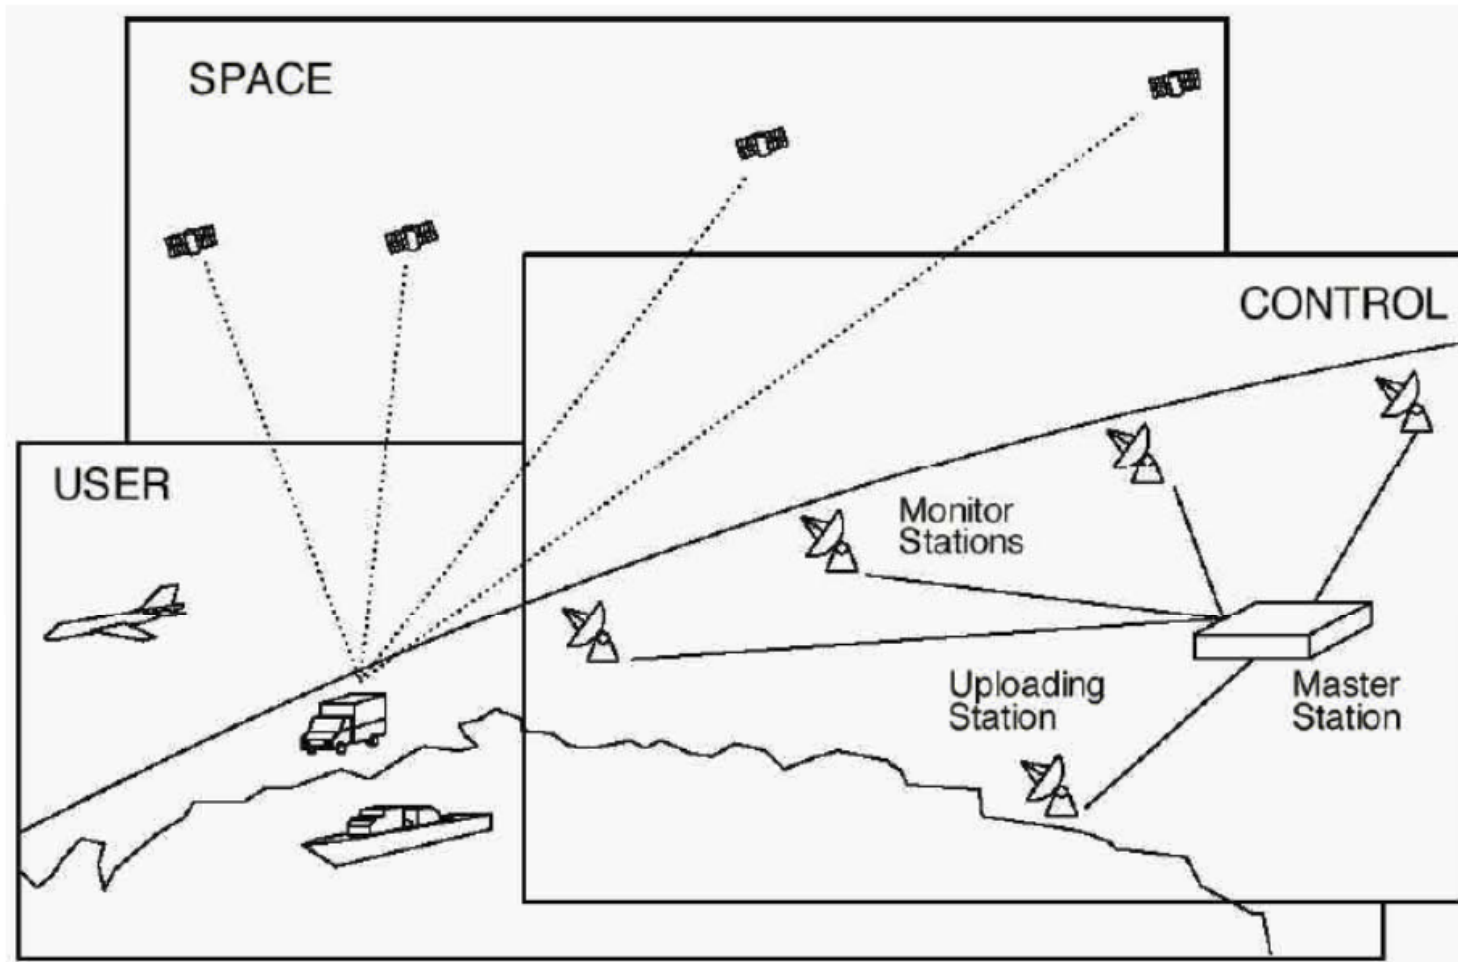 SPACE
CONTROL
USER
Monitor
Stations
Uploading
Station
Master
Station